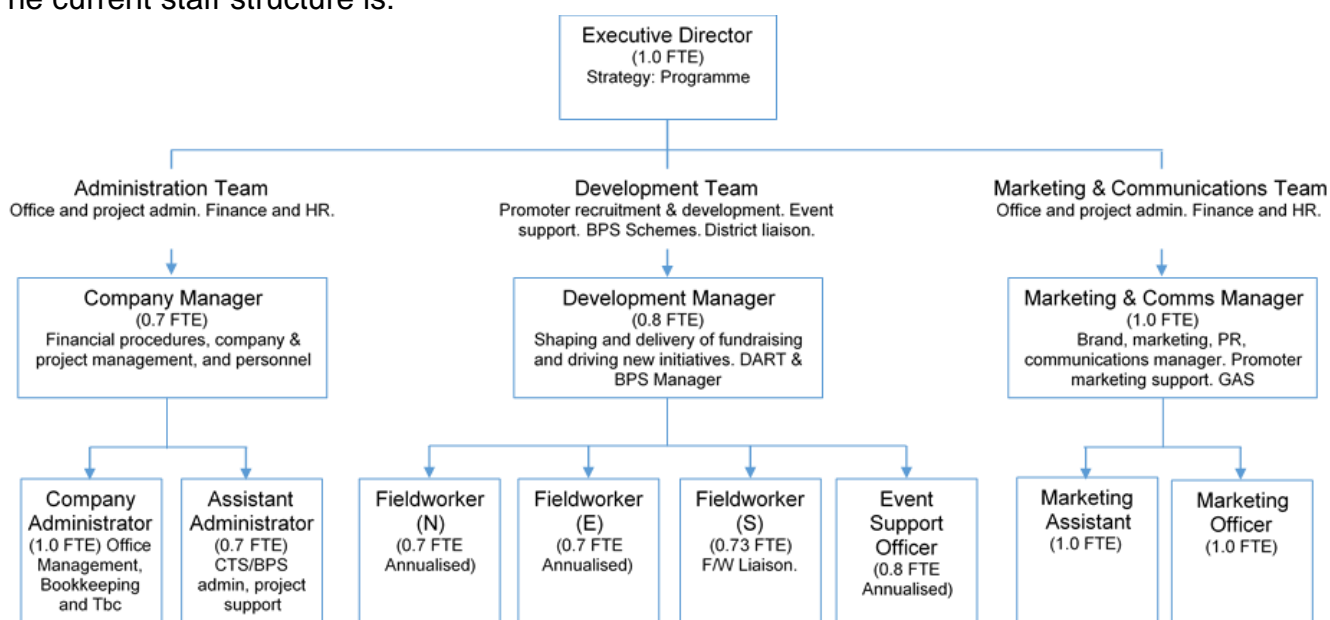 he current staff structure is:
Executive Director
(1.0 FTE)
Strategy: Programme
Administration Team
Office and project admin. Finance and HR.
Development Team
Promoter recruitment & development. Event
support. BPS Schemes. District liaison.
Marketing & Communications Team
Office and project admin. Finance and HR.
Company Manager
(0.7 FTE)
Financial procedures, company &
project management, and personnel
Development Manager
(0.8 FTE)
Shaping and delivery of fundraising
and driving new initiatives. DART &
BPS Manager
Marketing & Comms Manager
(1.0 FTE)
Brand, marketing, PR,
communications manager. Promoter
marketing support. GAS
Company
Administrator
(1.0 FTE) Office
Management,
Bookkeeping
and Tbc
Assistant
Administrator
(0.7 FTE)
CTS/BPS
admin, project
support
Fieldworker
(N)
(0.7 FTE
Annualised)
Fieldworker
(E)
(0.7 FTE
Annualised)
Fieldworker
(S)
(0.73 FTE)
F/W Liaison.
Event
Support
Officer
(0.8 FTE
Annualised)
Marketing
Assistant
(1.0 FTE)
Marketing
Officer
(1.0 FTE)